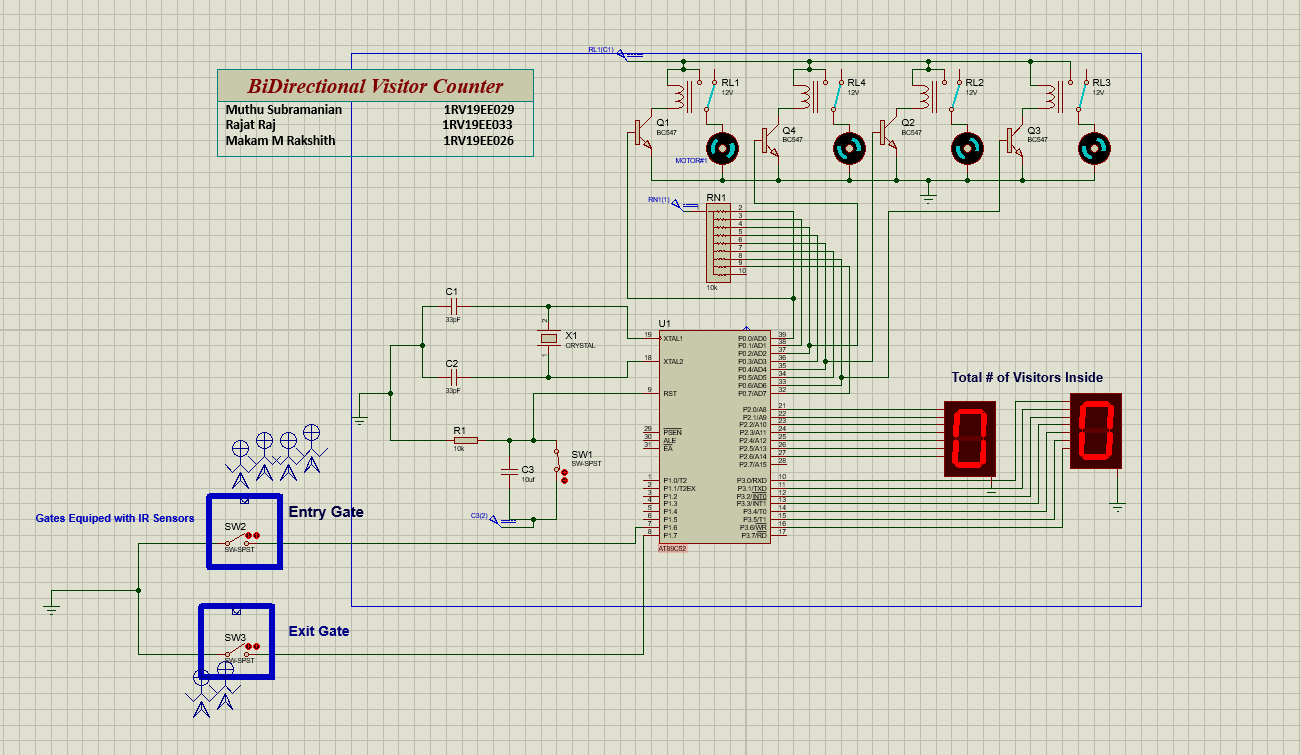 RL1(C1)
BiDirectional Visitor Counter
Muthu Subramanian 1RV19EE029
Rajat Raj 1RV19EE033
Makam M Rakshith 1RV19EE026
RL1
12V
RL4
12V
RL2
12V
RL3
12V
Q1
BC547
Q4
BC547
Q2
BC547
Q3
BC547
MOTOR#1
RN1(1)
RN1
1
2
3
4
5
6
7
8
9
10
10k
C1
33pF
X1
CRYSTAL
2
1
C2
33pF
R1
10k
C3
10uf
SW1
SW-SPST
C3(2)
U1
19 XTAL1
18 XTAL2
9 RST
29 PSEN
30 ALE
31 EA
1 P1.0/T2
2 P1.1/T2EX
3 P1.2
4 P1.3
5 P1.4
6 P1.5
7 P1.6
8 P1.7
P0.0/AD0 39
P0.1/AD1 38
P0.2/AD2 37
P0.3/AD3 36
P0.4/AD4 35
P0.5/AD5 34
P0.6/AD6 33
P0.7/AD7 32
P2.0/A8 21
P2.1/A9 22
P2.2/A10 23
P2.3/A11 24
P2.4/A12 25
P2.5/A13 26
P2.6/A14 27
P2.7/A15 28
P3.0/RXD 10
P3.1/TXD 11
P3.2/INT0 12
P3.3/INT1 13
P3.4/T0 14
P3.5/T1 15
P3.6/WR 16
P3.7/RD 17
AT89C52
Total # of Visitors Inside
0 0
Gates Equiped with IR Sensors
Entry Gate
SW2
SW-SPST
Exit Gate
SW3
SW-SPST